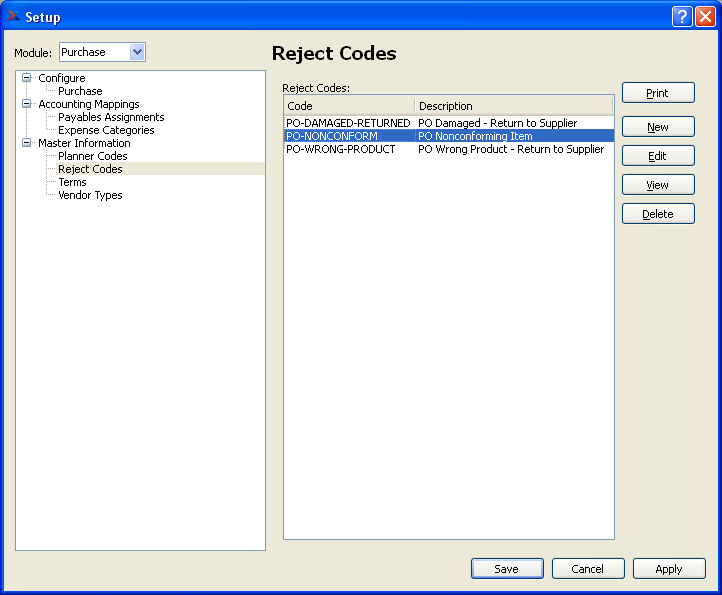 Setup
Module: Purchase
Reject Codes
Configure
Purchase
Accounting Mappings
Payables Assignments
Expense Categories
Master Information
Planner Codes
Reject Codes
Terms
Vendor Types
Reject Codes:
Code Description
PO-DAMAGED-RETURNED PO Damaged - Return to Supplier
PO-NONCONFORM PO Nonconforming Item
PO-WRONG-PRODUCT PO Wrong Product - Return to Supplier
Print
New
Edit
View
Delete
Save Cancel Apply